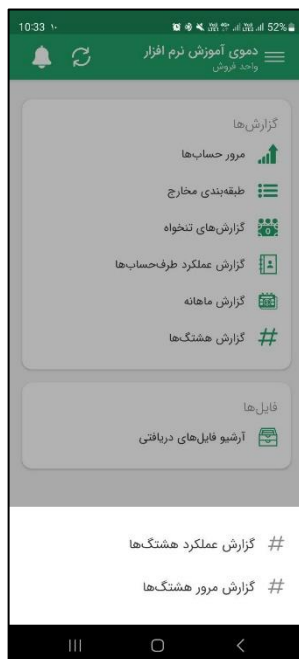 10:33
52%
دموی آموزش نرم افزار
واحد فروش
گزارش‌ها
مرور حساب‌ها
طبقه‌بندی مخارج
گزارش‌های تنخواه
گزارش عملکرد طرف‌حساب‌ها
گزارش ماهانه
گزارش هشتگ‌ها
فایل‌ها
آرشیو فایل‌های دریافتی
گزارش عملکرد هشتگ‌ها
گزارش مرور هشتگ‌ها